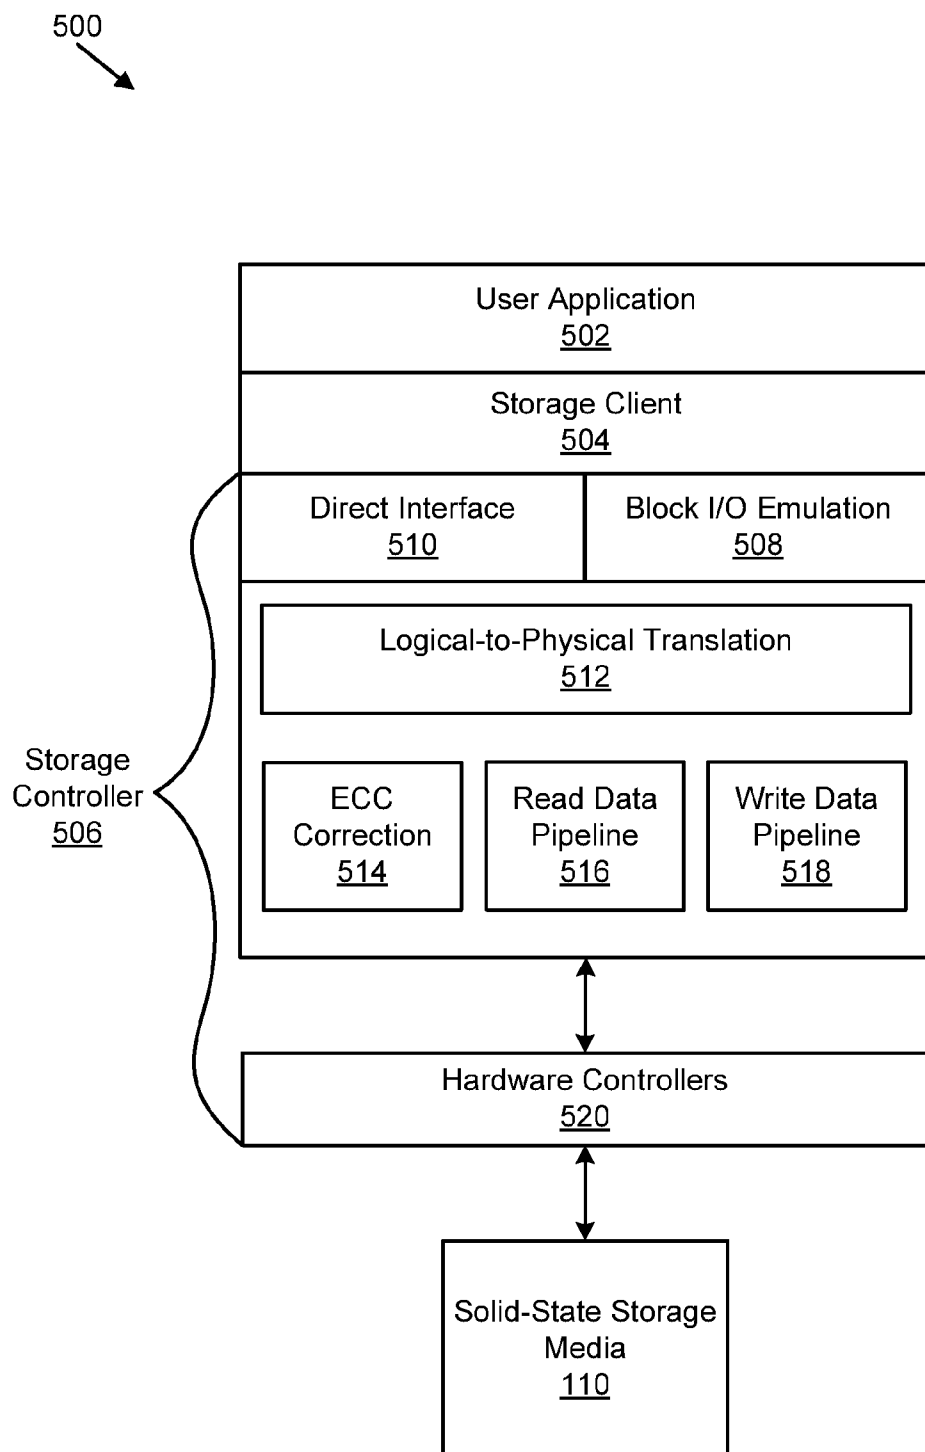 500
User Application
502
Storage Client
504
Direct Interface
510
Block I/O Emulation
508
Logical-to-Physical Translation
512
Storage
Controller
506
ECC
Correction
514
Read Data
Pipeline
516
Write Data
Pipeline
518
Hardware Controllers
520
Solid-State Storage
Media
110